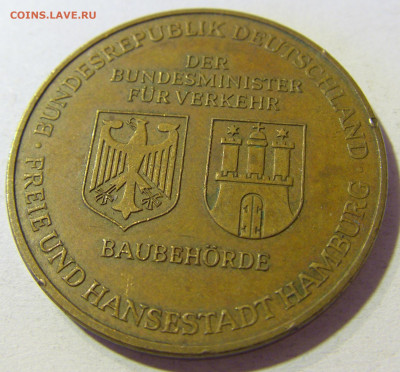 COINS.LAVE.RU
· BUNDESREPUBLIK DEUTSCHLAND ·
DER
BUNDESMINISTER
FÜR VERKEHR
BAUBEHÖRDE
FREIE UND HANSESTADT HAMBURG